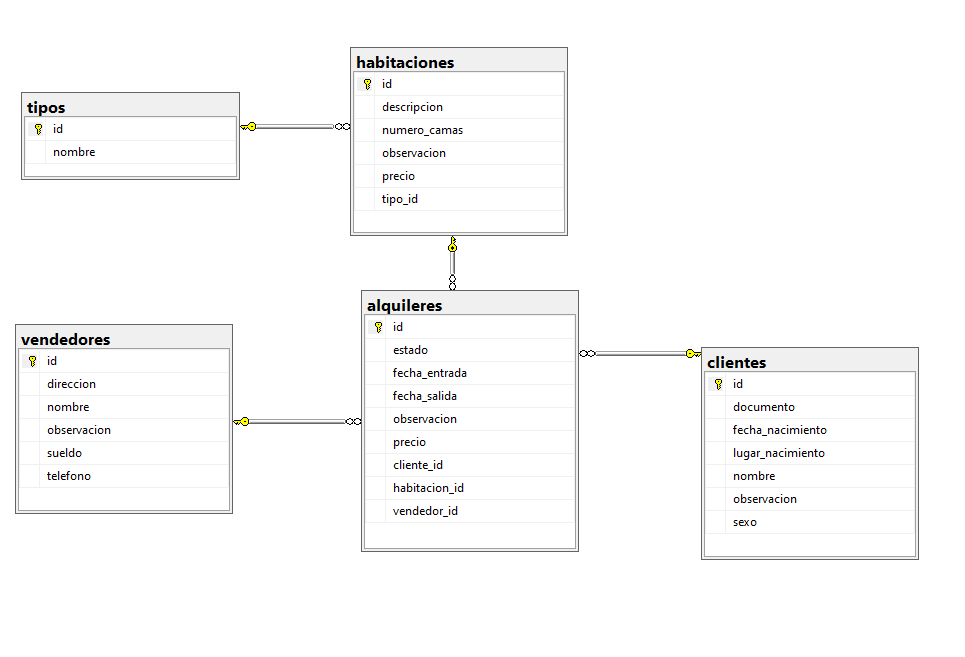 habitaciones
id
descripcion
numero_camas
observacion
precio
tipo_id
tipos
id
nombre
alquileres
id
estado
fecha_entrada
fecha_salida
observacion
precio
cliente_id
habitacion_id
vendedor_id
vendedores
id
direccion
nombre
observacion
sueldo
telefono
clientes
id
documento
fecha_nacimiento
lugar_nacimiento
nombre
observacion
sexo